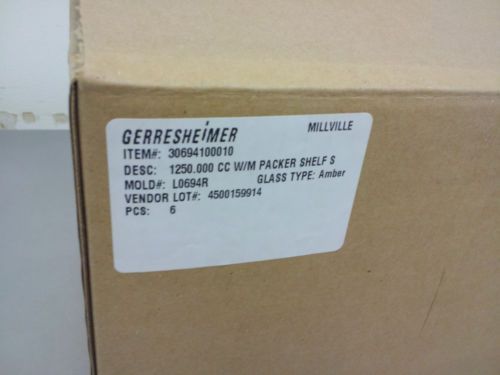 GERRESHEIMER MILLVILLE
ITEM#: 30694100010
DESC: 1250.000 CC W/M PACKER SHELF S
MOLD#: L0694R GLASS TYPE: Amber
VENDOR LOT#: 4500159914
PCS: 6